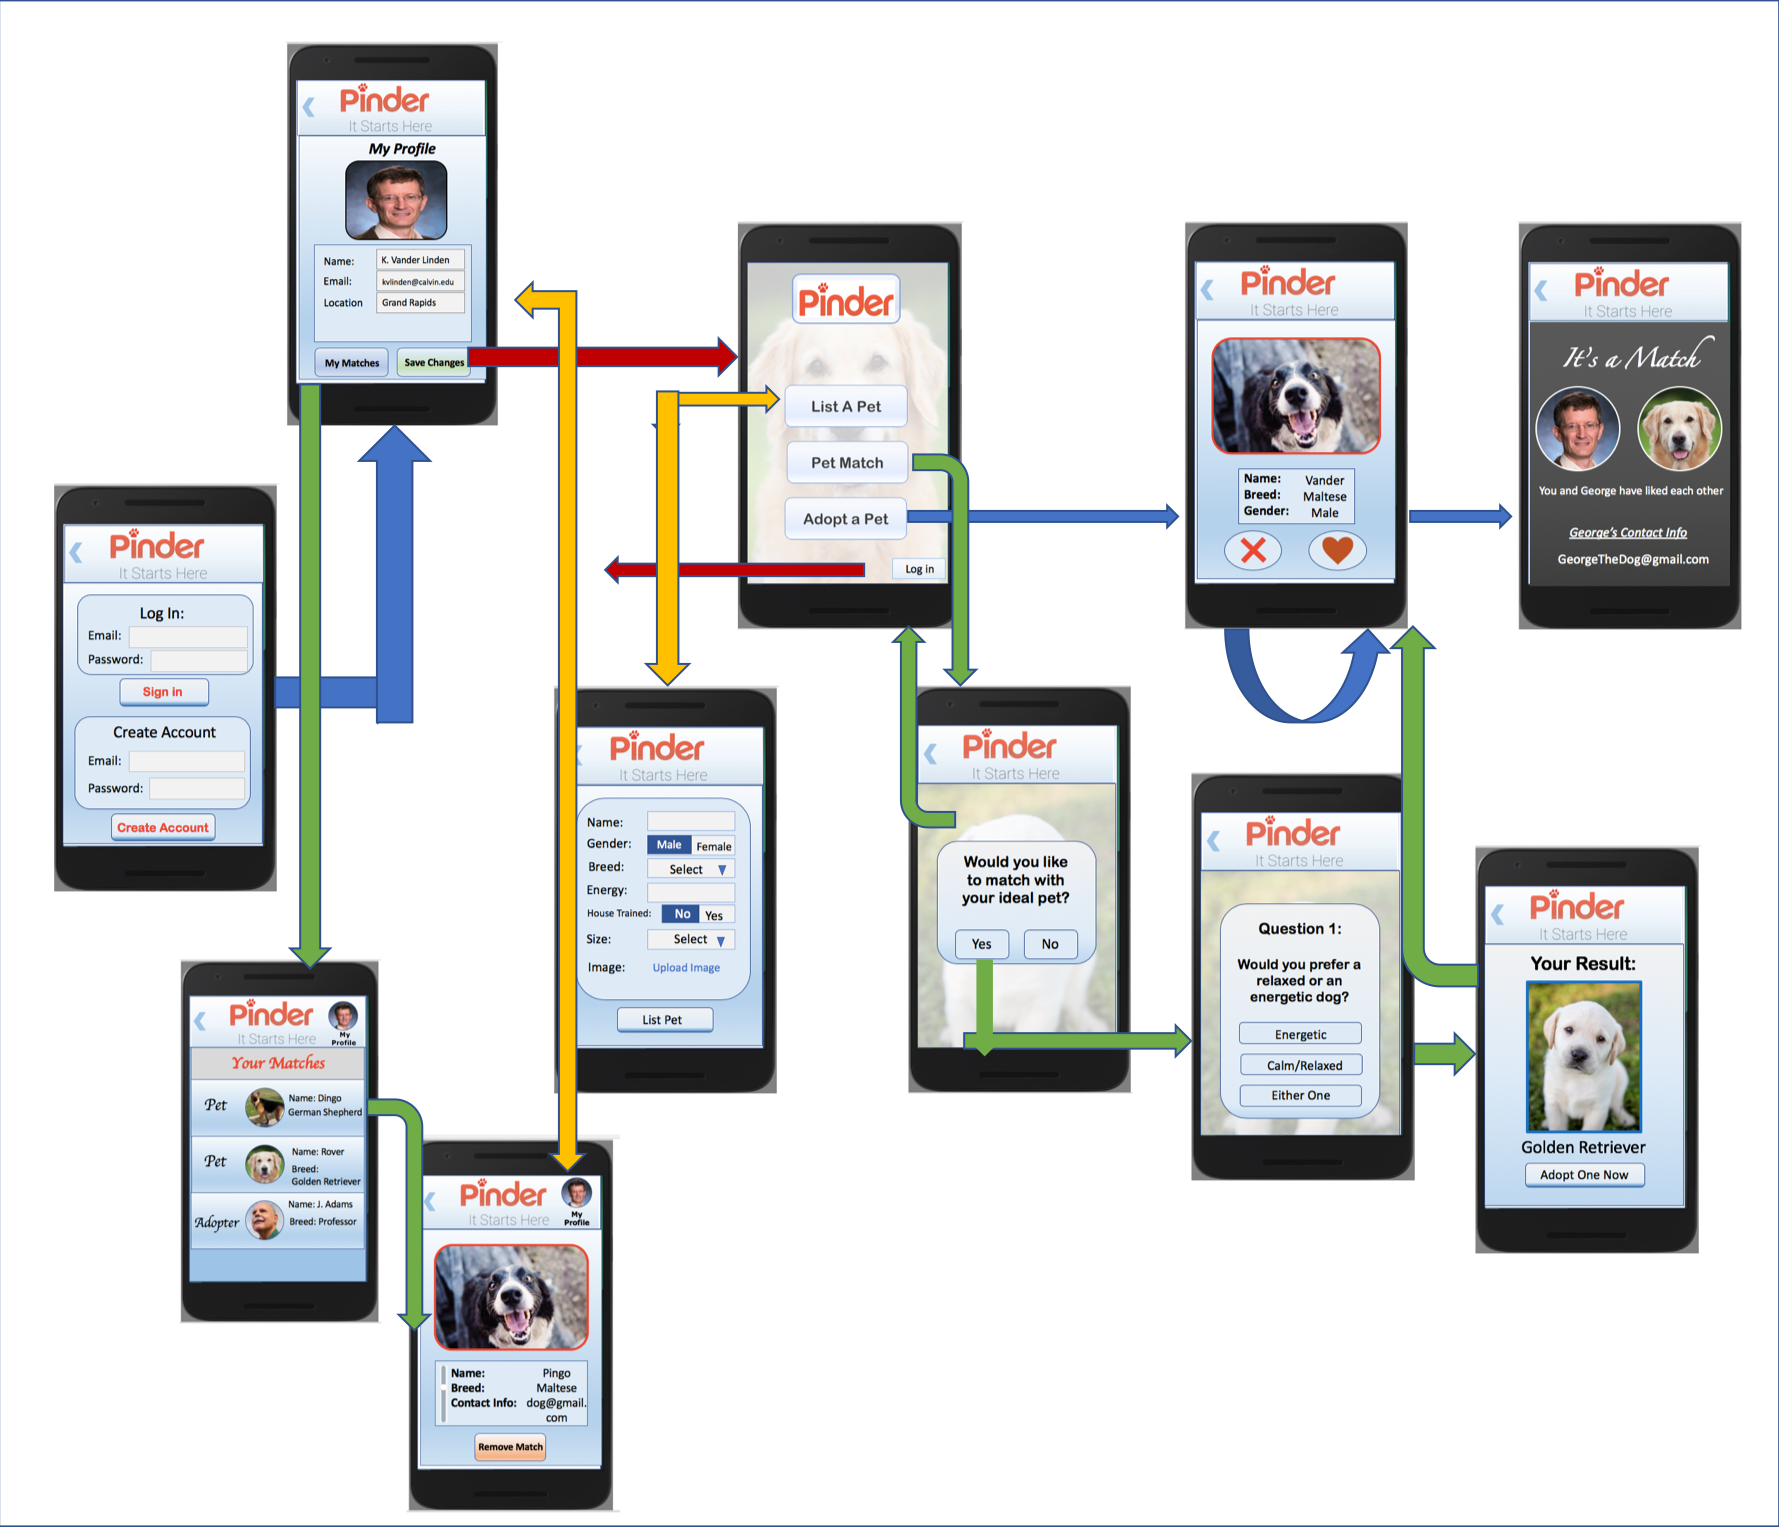 Pinder
It Starts Here
My Profile
Name: K. Vander Linden
Email: kvlinden@calvin.edu
Location Grand Rapids
My Matches Save Changes
Pinder
List A Pet
Pet Match
Adopt a Pet
Log in
Pinder
It Starts Here
Name: Vander
Breed: Maltese
Gender: Male
Pinder
It Starts Here
It's a Match
You and George have liked each other
George's Contact Info
GeorgeTheDog@gmail.com
Pinder
It Starts Here
Log In:
Email:
Password:
Sign in
Create Account
Email:
Password:
Create Account
Pinder
It Starts Here
Name:
Gender: Male Female
Breed: Select
Energy:
House Trained: No Yes
Size: Select
Image: Upload Image
List Pet
Pinder
It Starts Here
Would you like
to match with
your ideal pet?
Yes No
Pinder
It Starts Here
Question 1:
Would you prefer a
relaxed or an
energetic dog?
Energetic
Calm/Relaxed
Either One
Pinder
It Starts Here
Your Result:
Golden Retriever
Adopt One Now
Pinder
It Starts Here
My
Profile
Your Matches
Pet
Name: Dingo
German Shepherd
Pet
Name: Rover
Breed:
Golden Retriever
Adopter
Name: J. Adams
Breed: Professor
Pinder
It Starts Here
My
Profile
Name: Pingo
Breed: Maltese
Contact Info: dog@gmail.
com
Remove Match